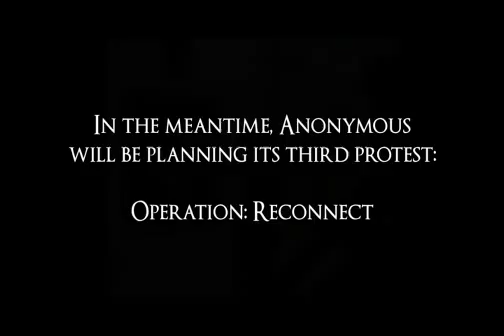 In the meantime, Anonymous
will be planning its third protest:
Operation: Reconnect